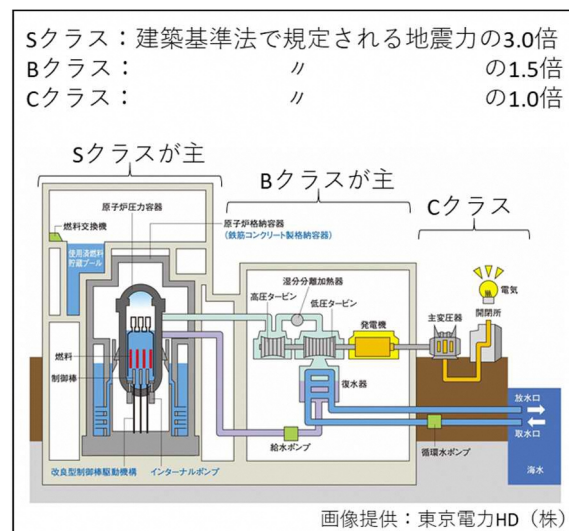 Sクラス：建築基準法で規定される地震力の3.0倍
Bクラス：　〃　の1.5倍
Cクラス：　〃　の1.0倍
Sクラスが主
Bクラスが主
Cクラス
原子炉圧力容器
燃料交換機
原子炉格納容器
(鉄筋コンクリート製格納容器)
使用済燃料
貯蔵プール
湿分分離加熱器
高圧タービン
低圧タービン
発電機
主変圧器
電気
開閉所
燃料
制御棒
復水器
放水口
取水口
給水ポンプ
循環水ポンプ
海水
改良型制御棒駆動機構
インターナルポンプ
画像提供：東京電力HD（株）